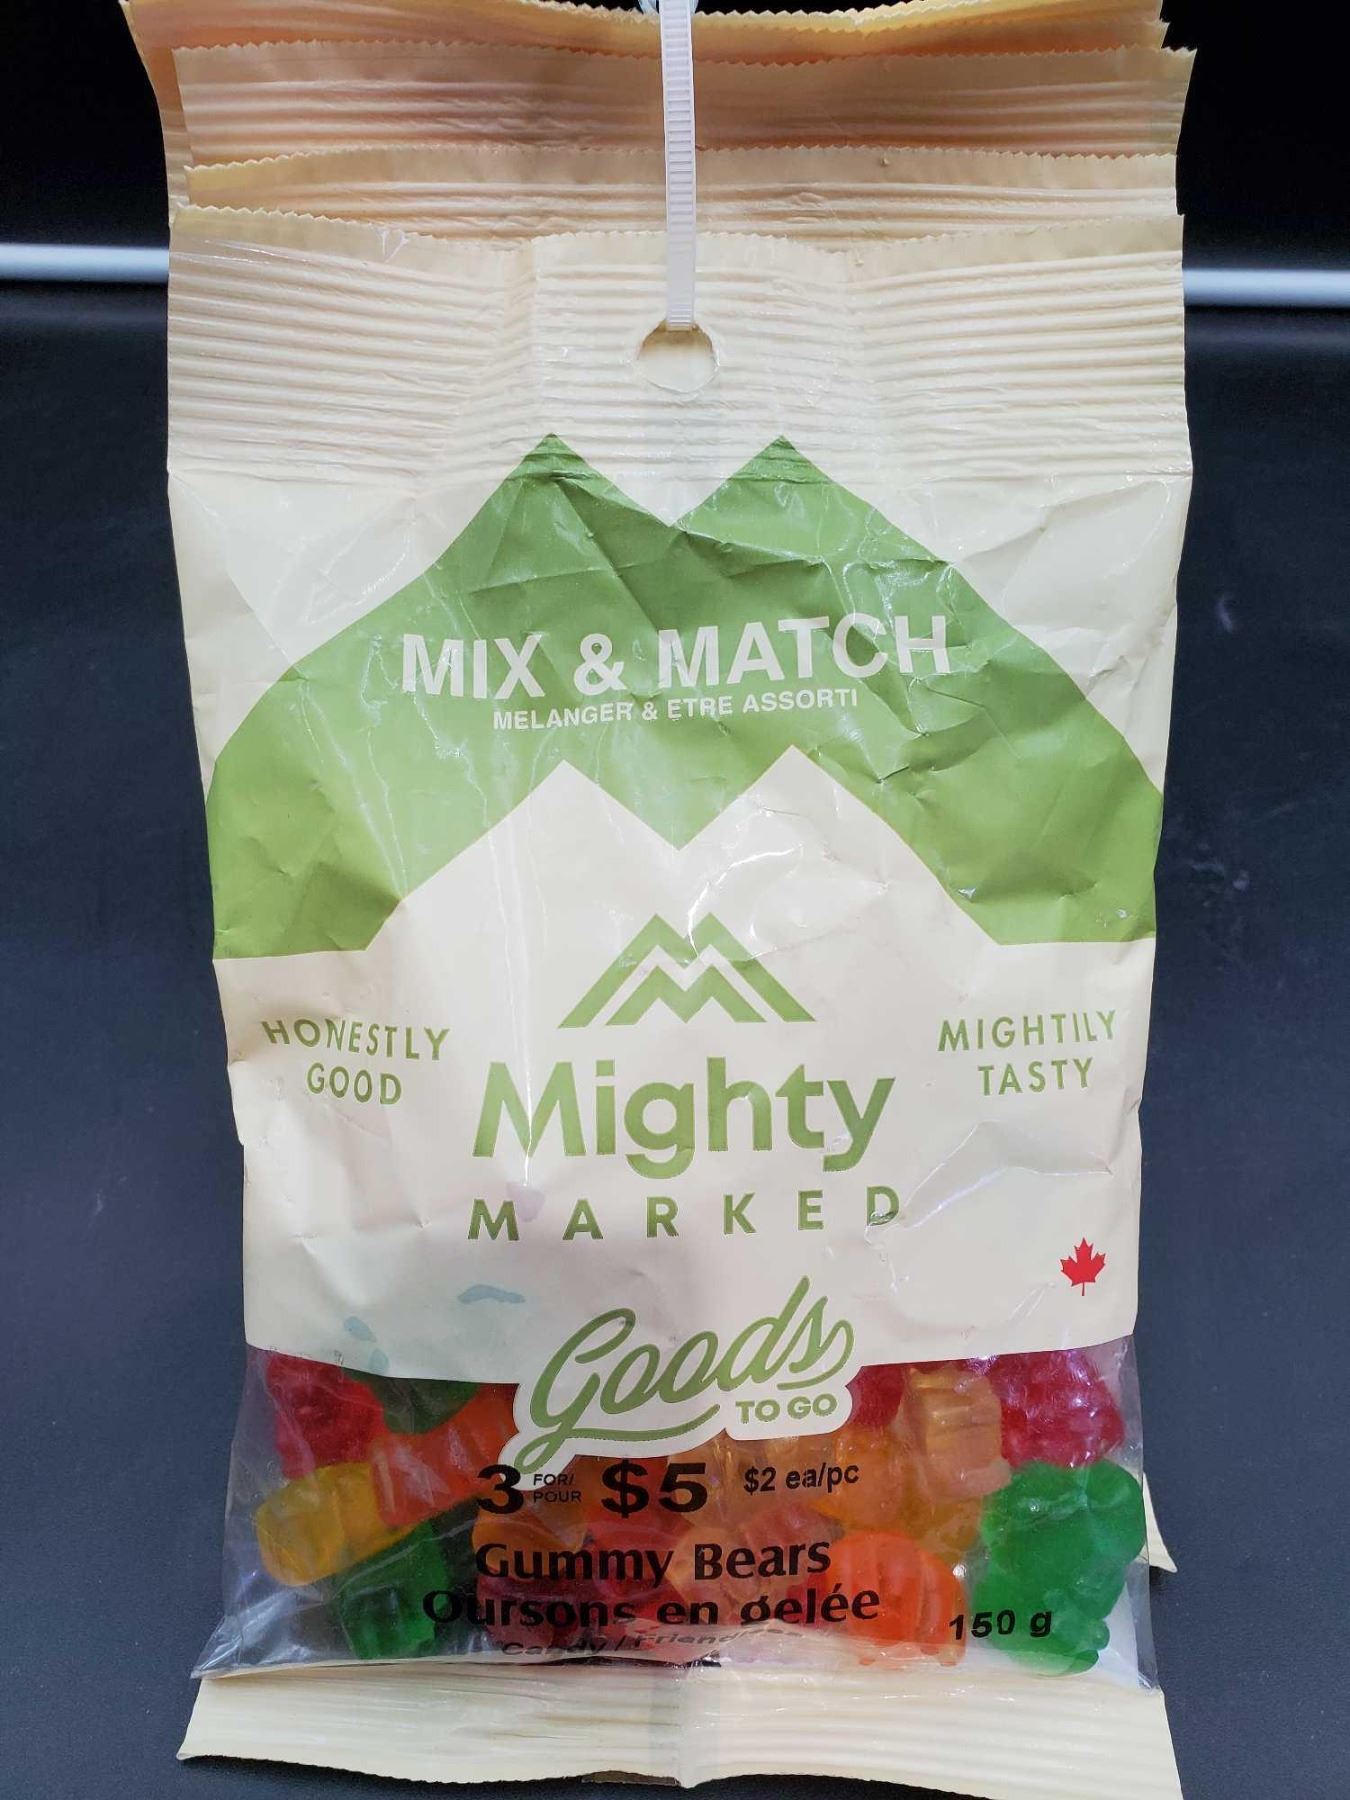 MIX & MATCH
MELANGER & ETRE ASSORTI
HONESTLY
GOOD
MIGHTILY
TASTY
Mighty
MARKED
Goods
TO GO
3 FOR/ POUR $5 $2 ea/pc
Gummy Bears
Oursons en gelée
150 g
Candy /